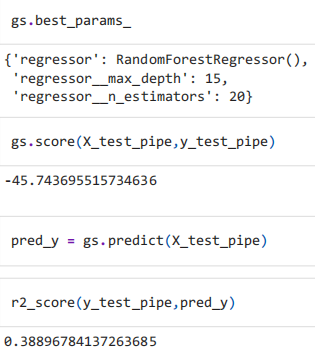 gs.best_params_
{'regressor': RandomForestRegressor(),
 'regressor__max_depth': 15,
 'regressor__n_estimators': 20}
gs.score(X_test_pipe,y_test_pipe)
-45.743695515734636
pred_y = gs.predict(X_test_pipe)
r2_score(y_test_pipe,pred_y)
0.38896784137263685